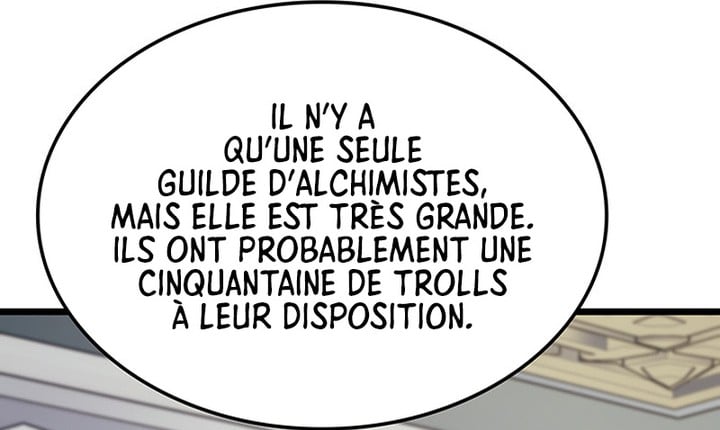 IL N'Y A
QU'UNE SEULE
GUILDE D'ALCHIMISTES,
MAIS ELLE EST TRÈS GRANDE.
ILS ONT PROBABLEMENT UNE
CINQUANTAINE DE TROLLS
À LEUR DISPOSITION.